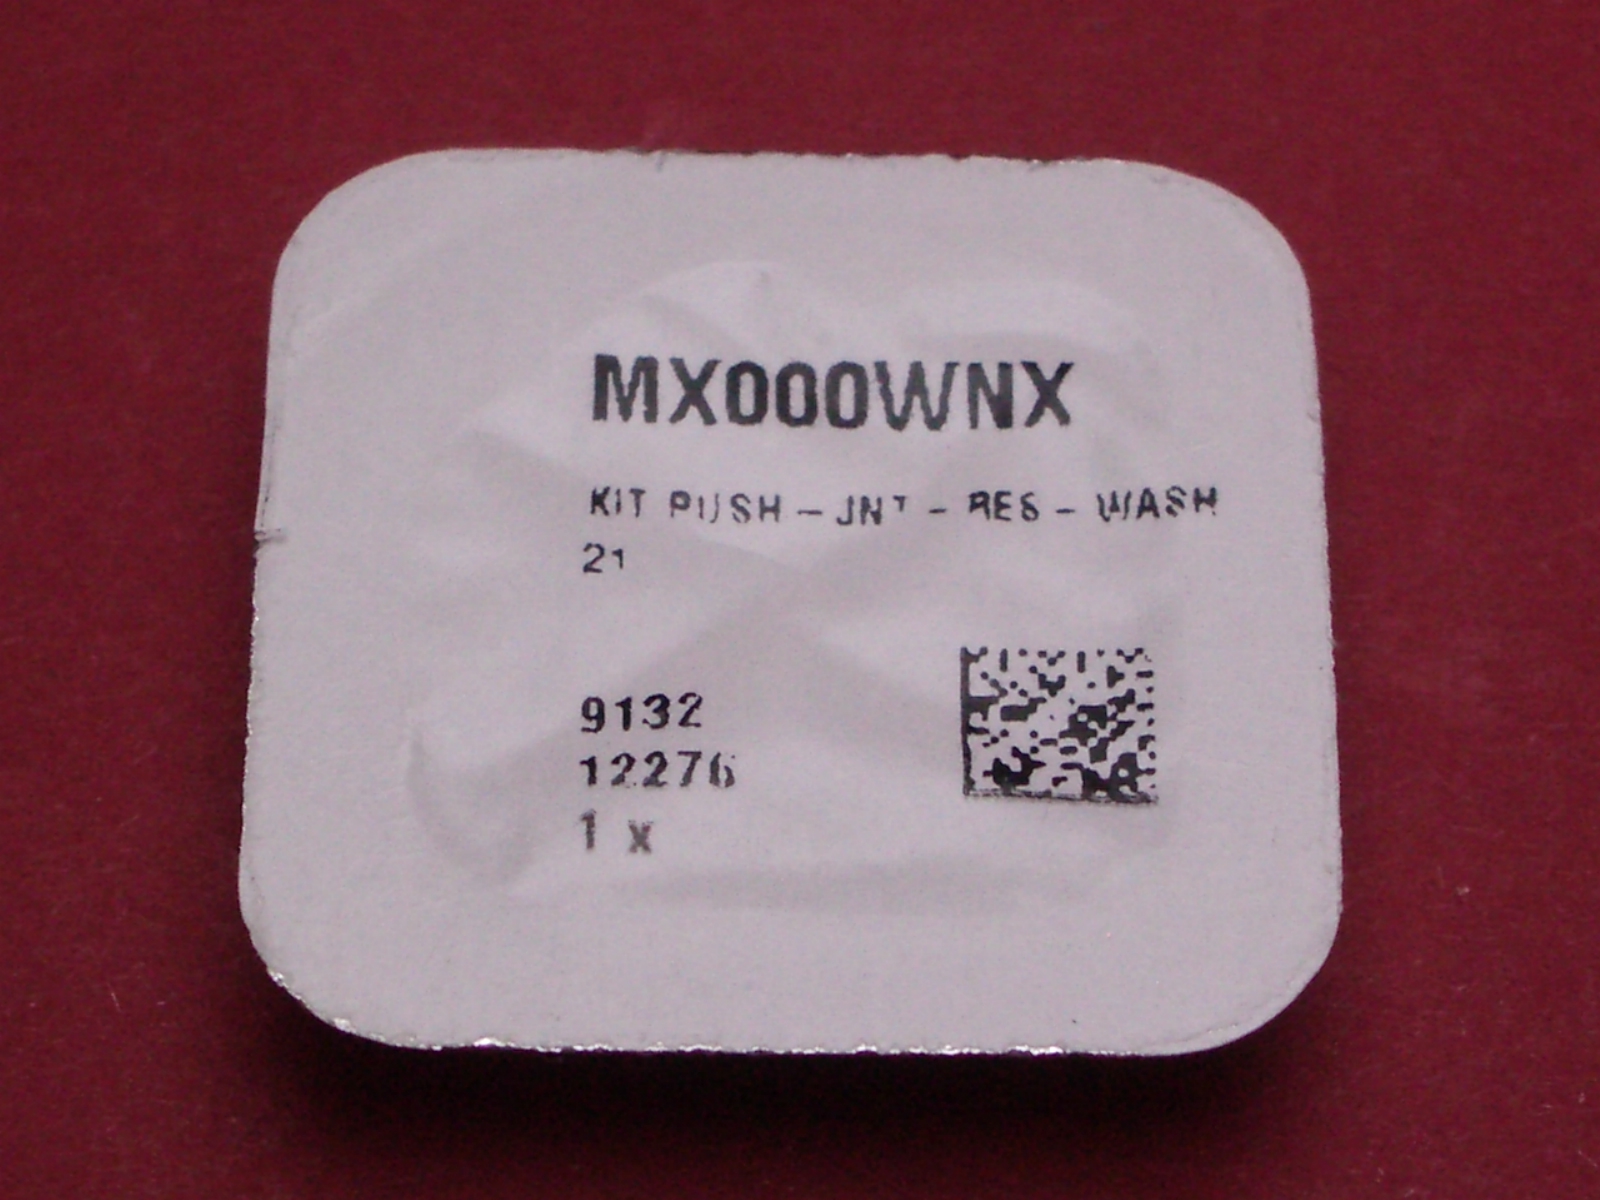 MX000WNX
KIT PUSH - JNT - RES - WASH
21
9132
12276
1 x